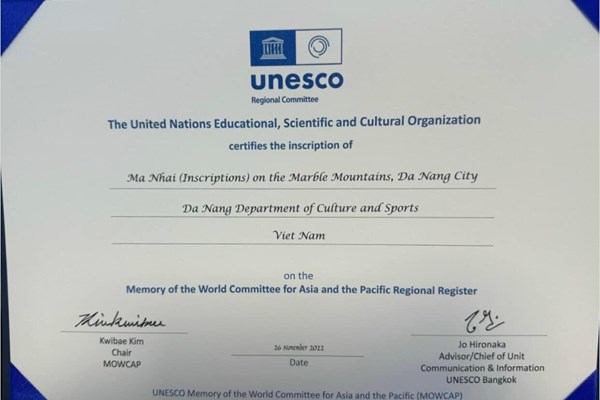 unesco
Regional Committee
The United Nations Educational, Scientific and Cultural Organization
certifies the inscription of
Ma Nhai (Inscriptions) on the Marble Mountains, Da Nang City
Da Nang Department of Culture and Sports
Viet Nam
on the
Memory of the World Committee for Asia and the Pacific Regional Register
Kwibae Kim
Chair
MOWCAP
26 November 2022
Date
Jo Hironaka
Advisor/Chief of Unit
Communication & Information
UNESCO Bangkok
UNESCO Memory of the World Committee for Asia and the Pacific (MOWCAP)